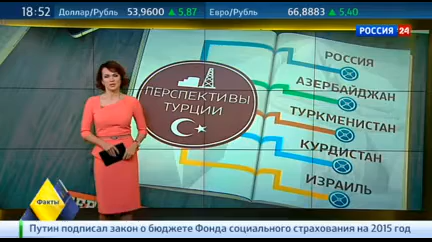 18:52 Доллар/Рубль 53,9600 ▲ 5,87 Евро/Рубль 66,8883 ▲ 5,40
РОССИЯ 24
ПЕРСПЕКТИВЫ
ТУРЦИИ
РОССИЯ
АЗЕРБАЙДЖАН
ТУРКМЕНИСТАН
КУРДИСТАН
ИЗРАИЛЬ
Факты
Путин подписал закон о бюджете Фонда социального страхования на 2015 год